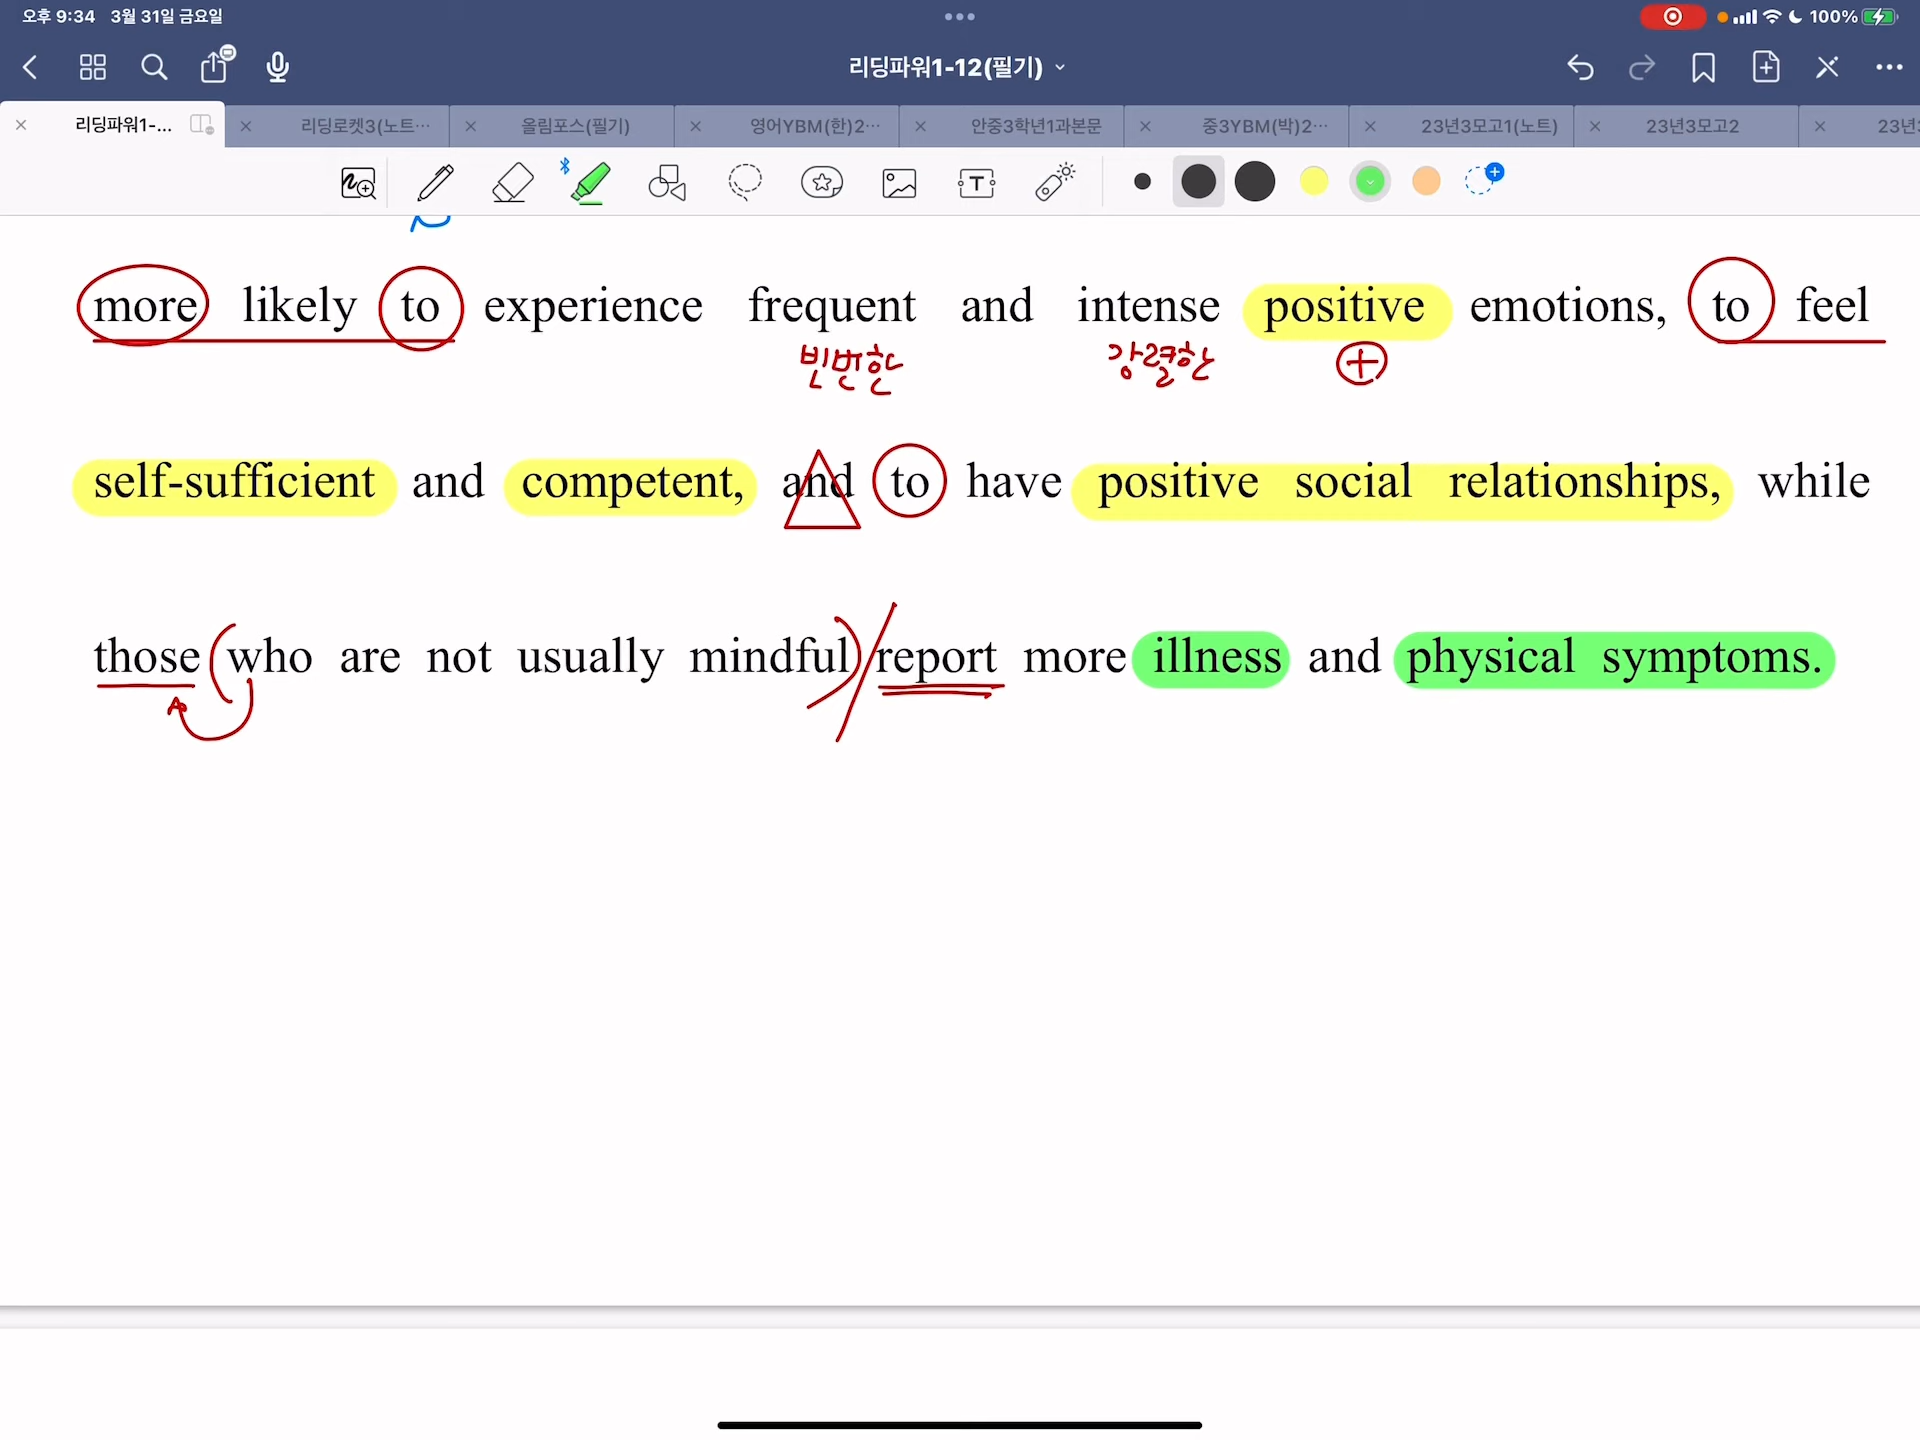 오후 9:34 3월 31일 금요일 100%
리딩파워1-12(필기)
리딩파워1-... 리딩로켓3(노트··· 올림포스(필기) 영어YBM(한)2··· 안중3학년1과본문 중3YBM(박)2··· 23년3모고1(노트) 23년3모고2 23년
more likely to experience frequent and intense positive emotions, to feel
빈번한 강렬한 +
self-sufficient and competent, and to have positive social relationships, while
those (who are not usually mindful) / report more illness and physical symptoms.